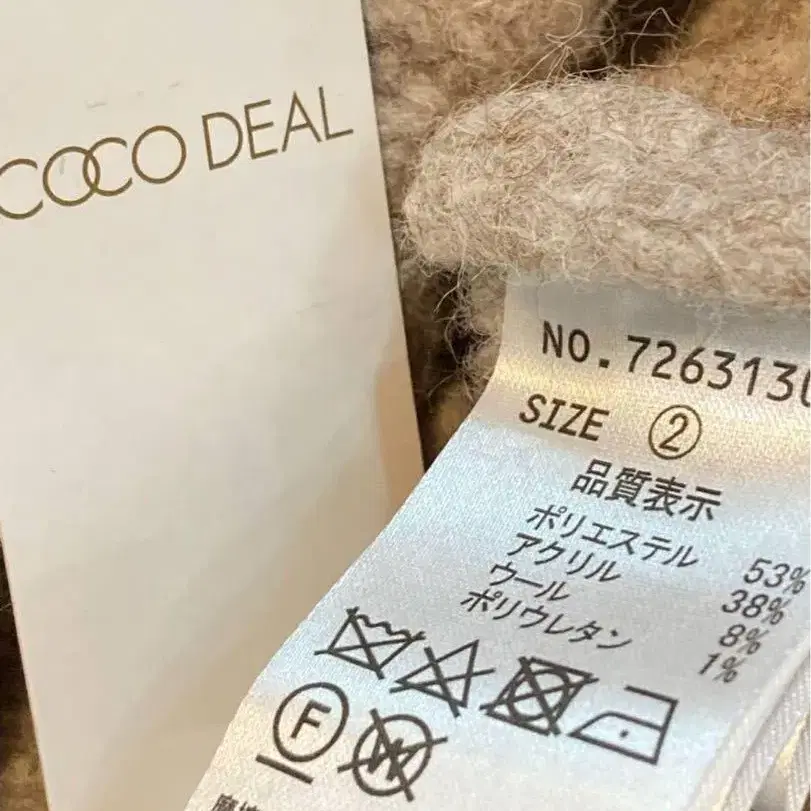 COCO DEAL
NO.726313
SIZE ②
品質表示
ポリエステル 53%
アクリル 38%
ウール 8%
ポリウレタン 1%
F
W